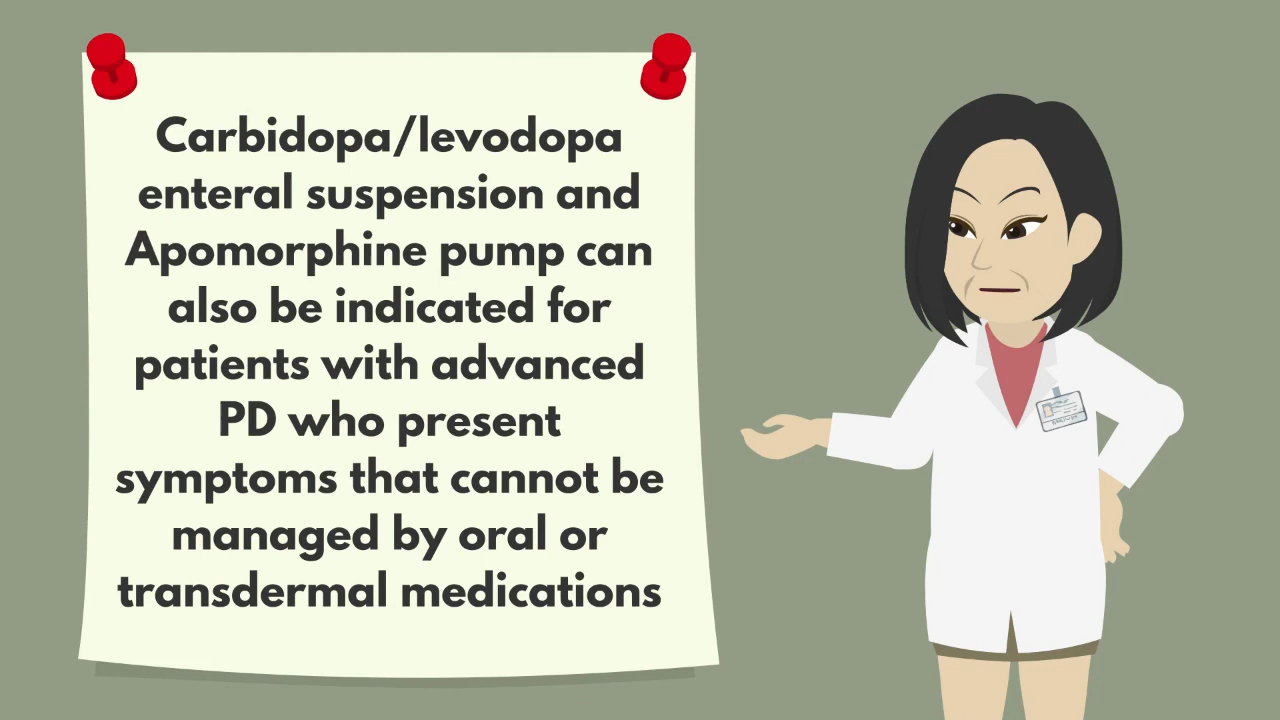 Carbidopa/levodopa
enteral suspension and
Apomorphine pump can
also be indicated for
patients with advanced
PD who present
symptoms that cannot be
managed by oral or
transdermal medications